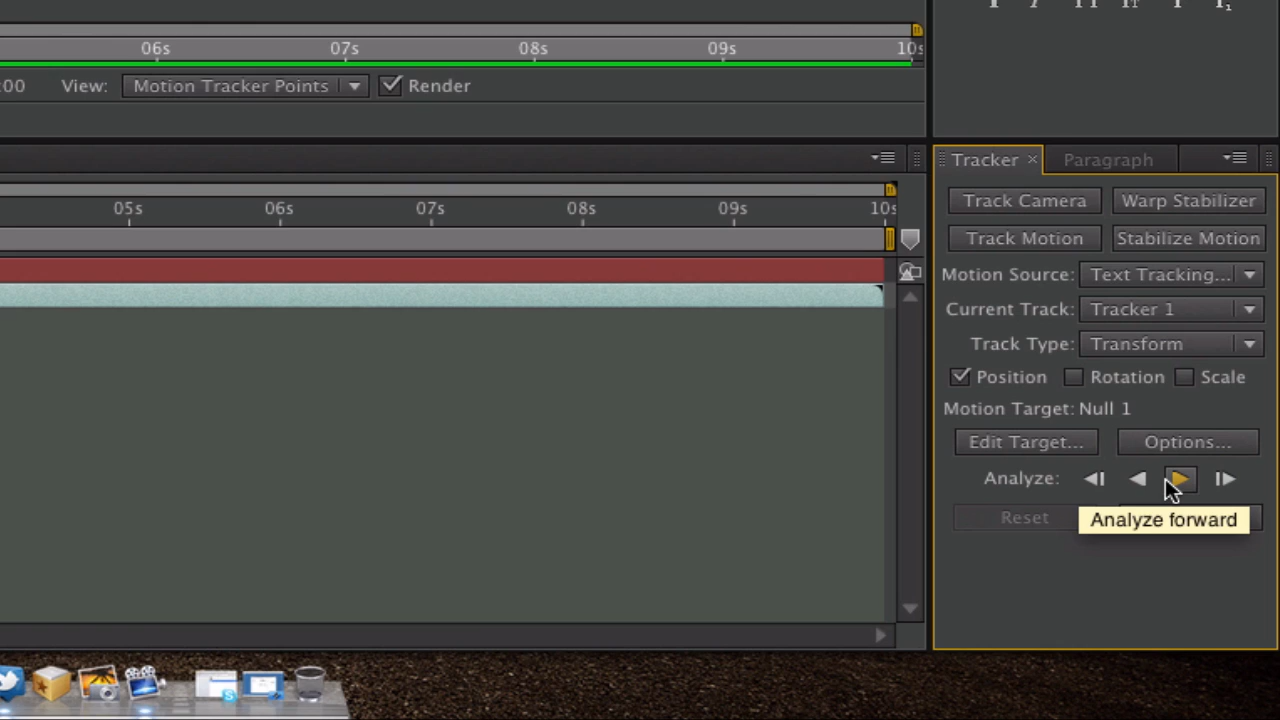 06s 07s 08s 09s 10s
:00 View: Motion Tracker Points Render
Tracker × Paragraph
05s 06s 07s 08s 09s 10s
Track Camera Warp Stabilizer
Track Motion Stabilize Motion
Motion Source: Text Tracking...
Current Track: Tracker 1
Track Type: Transform
Position Rotation Scale
Motion Target: Null 1
Edit Target... Options...
Analyze:
Reset
Analyze forward